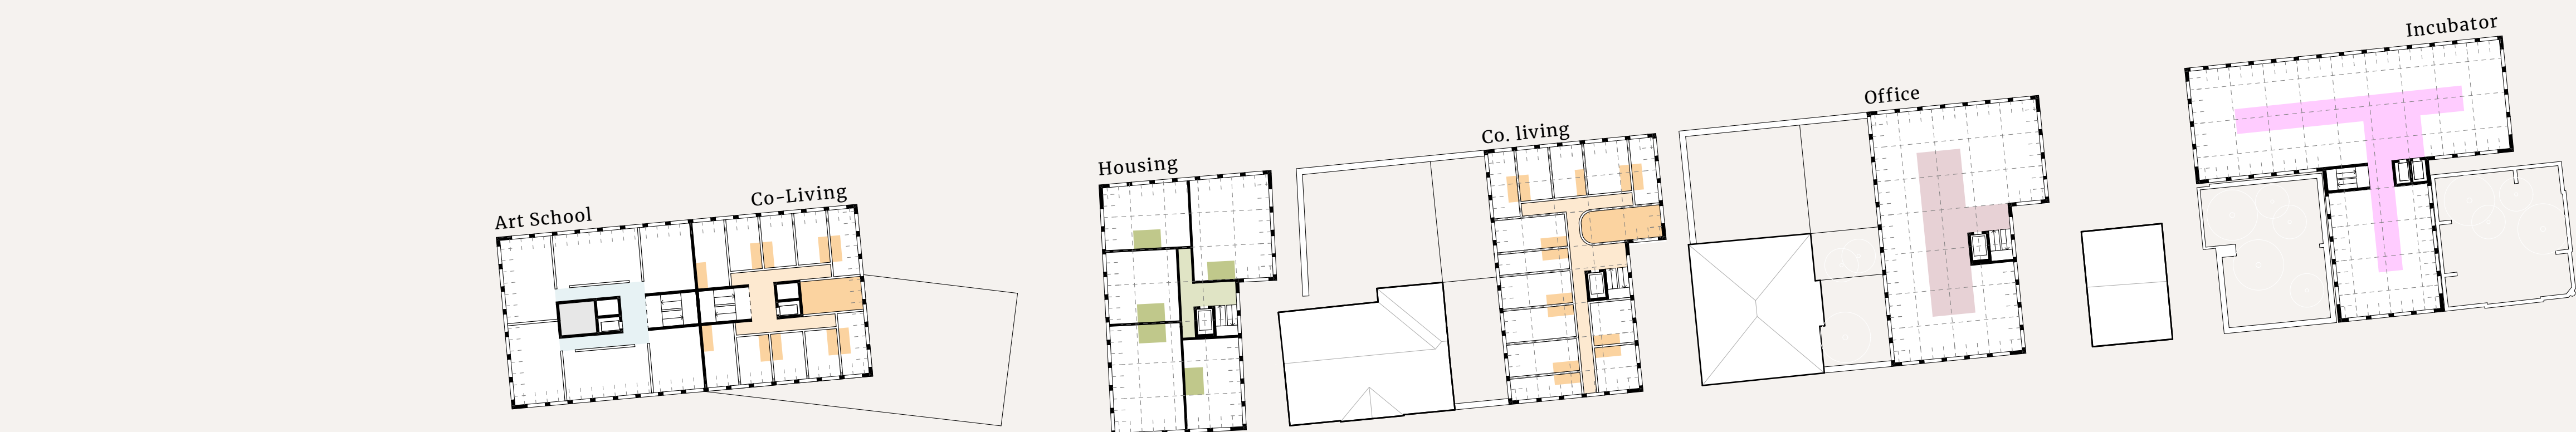 Art School
Co-Living
Housing
Co. living
Office
Incubator